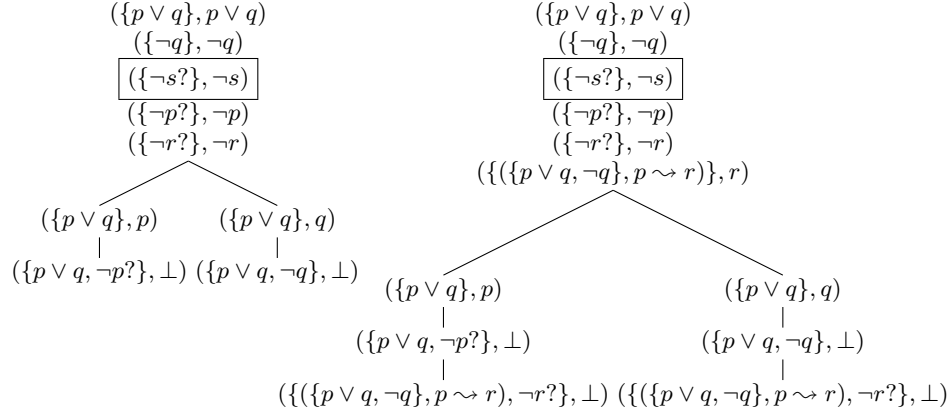 ({p ∨ q}, p ∨ q)
({¬q}, ¬q)
({¬s?}, ¬s)
({¬p?}, ¬p)
({¬r?}, ¬r)
({p ∨ q}, p) ({p ∨ q}, q)
({p ∨ q, ¬p?}, ⊥) ({p ∨ q, ¬q}, ⊥)
({p ∨ q}, p ∨ q)
({¬q}, ¬q)
({¬s?}, ¬s)
({¬p?}, ¬p)
({¬r?}, ¬r)
({({p ∨ q, ¬q}, p ⇝ r)}, r)
({p ∨ q}, p) ({p ∨ q}, q)
({p ∨ q, ¬p?}, ⊥) ({p ∨ q, ¬q}, ⊥)
({({p ∨ q, ¬q}, p ⇝ r), ¬r?}, ⊥) ({({p ∨ q, ¬q}, p ⇝ r), ¬r?}, ⊥)